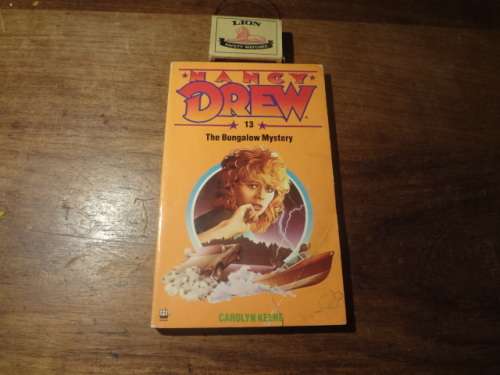 LION
SAFETY MATCHES
NANCY
DREW
13
The Bungalow Mystery
CAROLYN KEENE